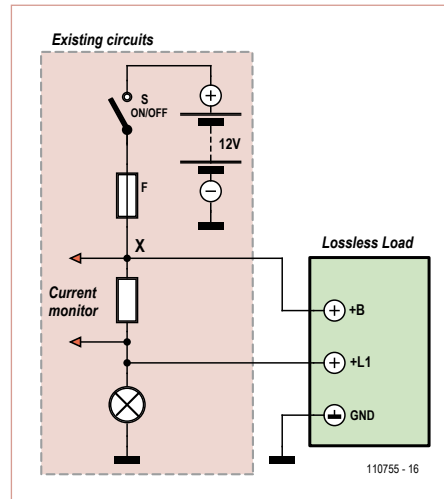 Existing circuits
S
ON/OFF
12V
F
X
Lossless Load
Current
monitor
+B
+L1
GND
110755 - 16